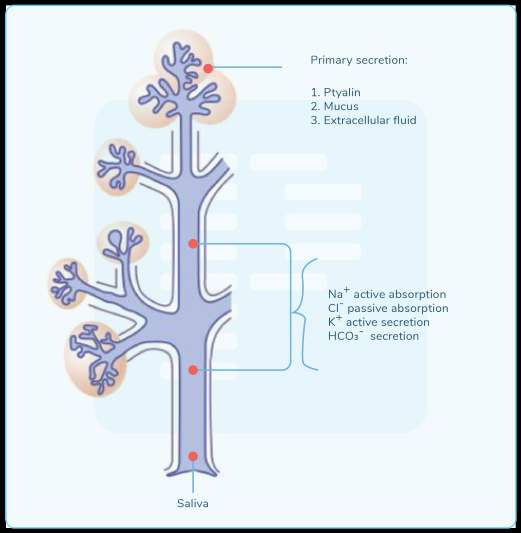 Primary secretion:
1. Ptyalin
2. Mucus
3. Extracellular fluid
Na⁺ active absorption
Cl⁻ passive absorption
K⁺ active secretion
HCO₃⁻ secretion
Saliva